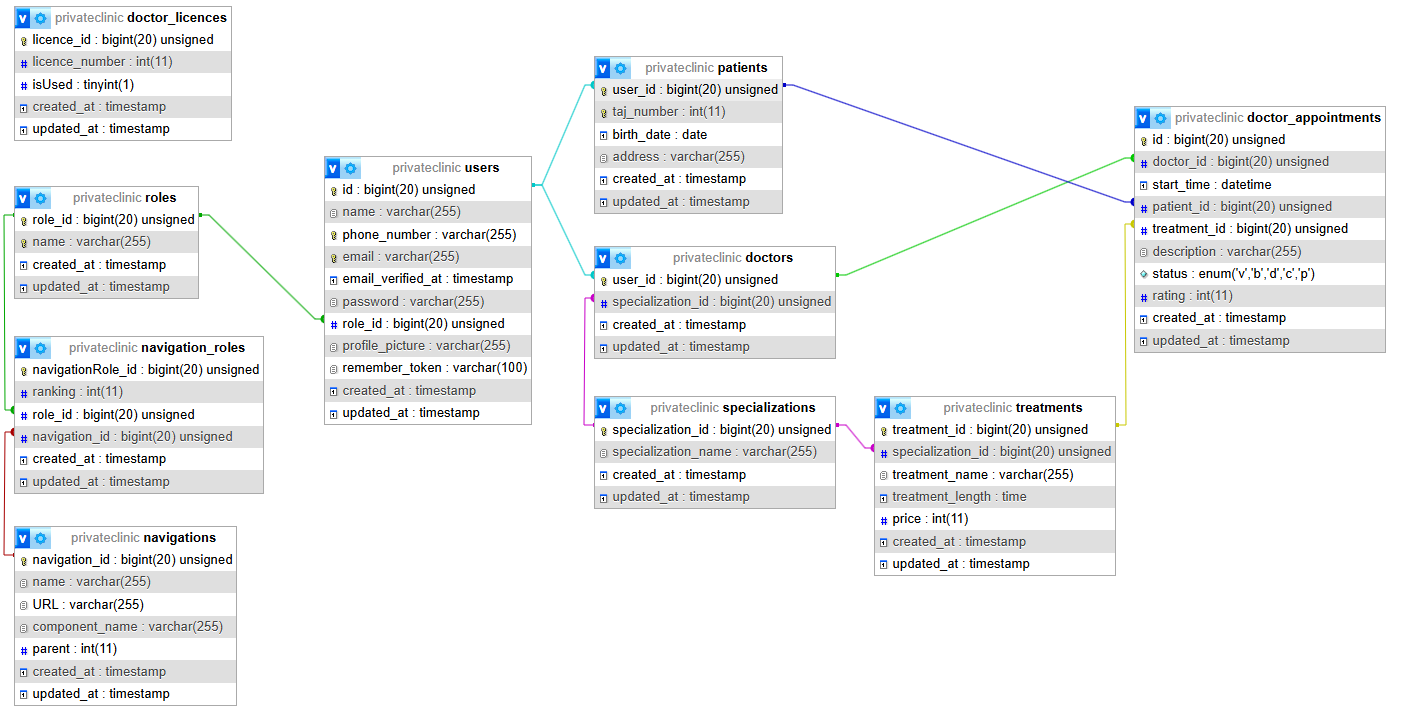 v privateclinic doctor_licences
licence_id : bigint(20) unsigned
# licence_number : int(11)
# isUsed : tinyint(1)
created_at : timestamp
updated_at : timestamp
v privateclinic roles
role_id : bigint(20) unsigned
name : varchar(255)
created_at : timestamp
updated_at : timestamp
v privateclinic navigation_roles
navigationRole_id : bigint(20) unsigned
# ranking : int(11)
# role_id : bigint(20) unsigned
# navigation_id : bigint(20) unsigned
created_at : timestamp
updated_at : timestamp
v privateclinic navigations
navigation_id : bigint(20) unsigned
name : varchar(255)
URL : varchar(255)
component_name : varchar(255)
# parent : int(11)
created_at : timestamp
updated_at : timestamp
v privateclinic users
id : bigint(20) unsigned
name : varchar(255)
phone_number : varchar(255)
email : varchar(255)
email_verified_at : timestamp
password : varchar(255)
# role_id : bigint(20) unsigned
profile_picture : varchar(255)
remember_token : varchar(100)
created_at : timestamp
updated_at : timestamp
v privateclinic patients
user_id : bigint(20) unsigned
taj_number : int(11)
birth_date : date
address : varchar(255)
created_at : timestamp
updated_at : timestamp
v privateclinic doctors
user_id : bigint(20) unsigned
# specialization_id : bigint(20) unsigned
created_at : timestamp
updated_at : timestamp
v privateclinic specializations
specialization_id : bigint(20) unsigned
specialization_name : varchar(255)
created_at : timestamp
updated_at : timestamp
v privateclinic treatments
treatment_id : bigint(20) unsigned
# specialization_id : bigint(20) unsigned
treatment_name : varchar(255)
treatment_length : time
# price : int(11)
created_at : timestamp
updated_at : timestamp
v privateclinic doctor_appointments
id : bigint(20) unsigned
# doctor_id : bigint(20) unsigned
start_time : datetime
# patient_id : bigint(20) unsigned
# treatment_id : bigint(20) unsigned
description : varchar(255)
status : enum('v','b','d','c','p')
# rating : int(11)
created_at : timestamp
updated_at : timestamp